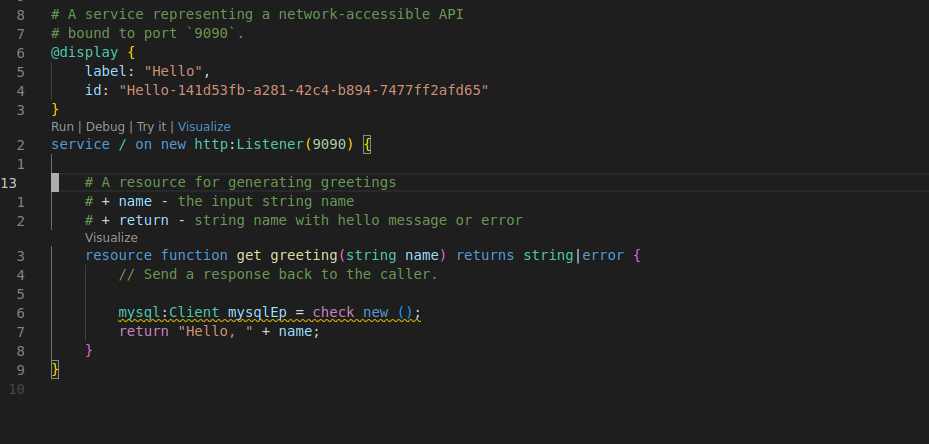 8 # A service representing a network-accessible API
7 # bound to port `9090`.
6 @display {
5 label: "Hello",
4 id: "Hello-141d53fb-a281-42c4-b894-7477ff2afd65"
3 }
Run | Debug | Try it | Visualize
2 service / on new http:Listener(9090) {
1
13 # A resource for generating greetings
1 # + name - the input string name
2 # + return - string name with hello message or error
Visualize
3 resource function get greeting(string name) returns string|error {
4 // Send a response back to the caller.
5
6 mysql:Client mysqlEp = check new ();
7 return "Hello, " + name;
8 }
9 }
10